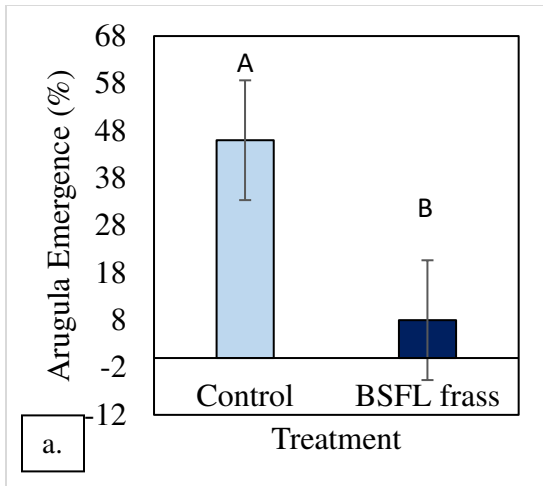 Arugula Emergence (%)
68
58
48
38
28
18
8
-2
-12
A
B
Control
BSFL frass
Treatment
a.